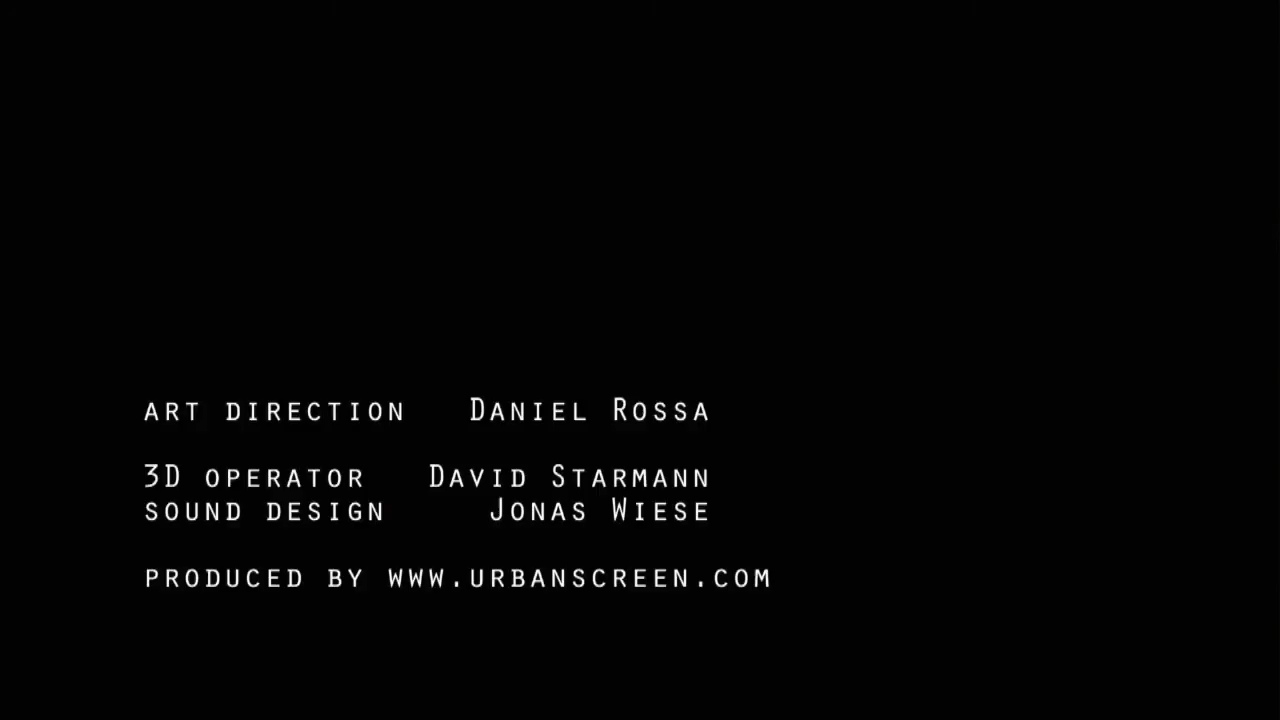 ART DIRECTION DANIEL ROSSA
3D OPERATOR DAVID STARMANN
SOUND DESIGN JONAS WIESE
PRODUCED BY WWW.URBANSCREEN.COM